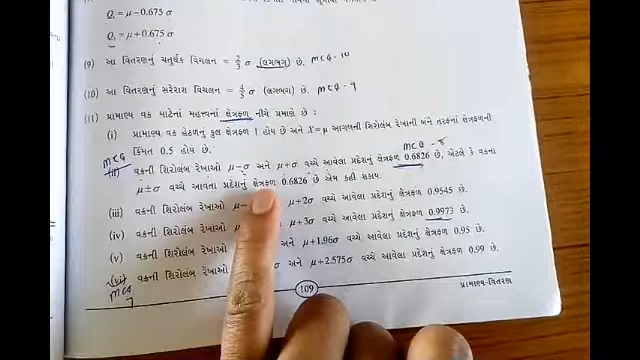 Q₁ = μ − 0.675 σ
Q₃ = μ + 0.675 σ
(9) આ વિતરણનું ચતુર્થક વિચલન = 2/3 σ (લગભગ) છે. MCQ - 10
(10) આ વિતરણનું સરેરાશ વિચલન = 4/5 σ (લગભગ) છે. MCQ - 9
(11) પ્રામાણ્ય વક્ર માટેનાં મહત્ત્વનાં ક્ષેત્રફળ નીચે પ્રમાણે છે :
(i) પ્રામાણ્ય વક્ર હેઠળનું કુલ ક્ષેત્રફળ 1 હોય છે અને X = μ આગળની શિરોલંબ રેખાની બંને તરફનાં ક્ષેત્રફળની
કિંમત 0.5 હોય છે.
MCQ
MCQ - 8
(ii) વક્રની શિરોલંબ રેખાઓ μ − σ અને μ + σ વચ્ચે આવેલા પ્રદેશનું ક્ષેત્રફળ 0.6826 છે, એટલે કે વક્રના
μ ± σ વચ્ચે આવતા પ્રદેશનું ક્ષેત્રફળ 0.6826 છે એમ કહી શકાય.
(iii) વક્રની શિરોલંબ રેખાઓ μ − μ + 2σ વચ્ચે આવેલા પ્રદેશનું ક્ષેત્રફળ 0.9545 છે.
(iv) વક્રની શિરોલંબ રેખાઓ μ + 3σ વચ્ચે આવેલા પ્રદેશનું ક્ષેત્રફળ 0.9973 છે.
(v) વક્રની શિરોલંબ રેખાઓ અને μ + 1.96σ વચ્ચે આવેલા પ્રદેશનું ક્ષેત્રફળ 0.95 છે.
(vi) વક્રની શિરોલંબ રેખાઓ σ અને μ + 2.575σ વચ્ચે આવેલા પ્રદેશનું ક્ષેત્રફળ 0.99 છે.
MCQ
7
109
પ્રામાણ્ય-વિતરણ